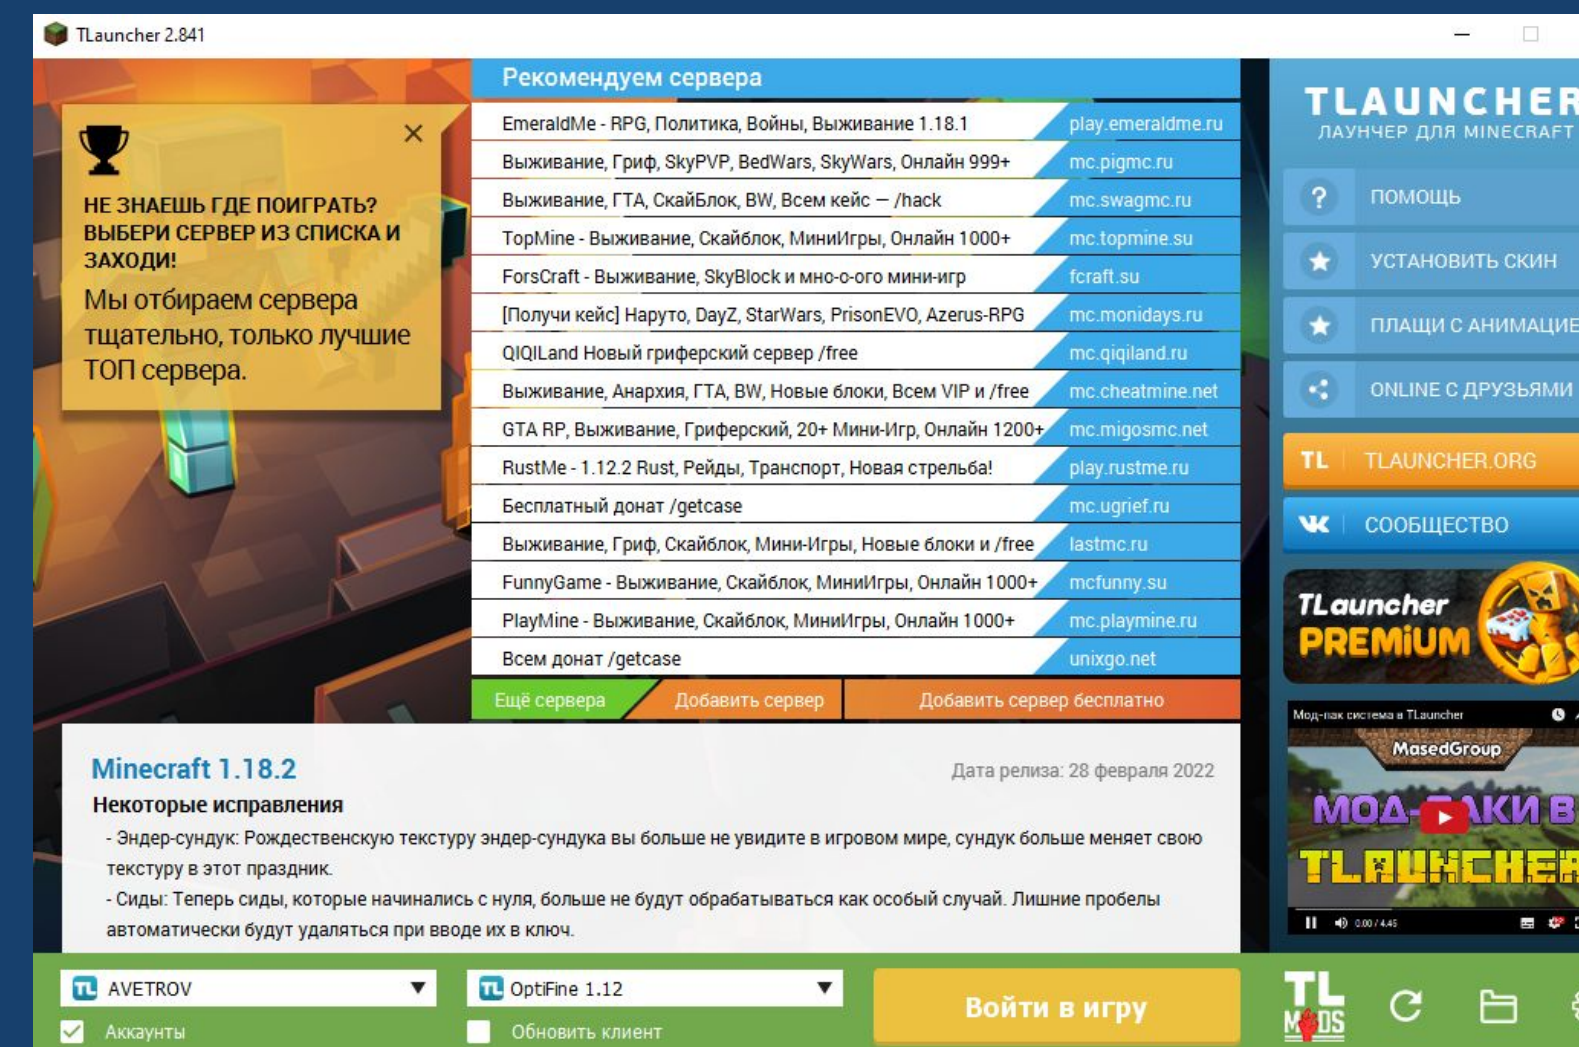 TLauncher 2.841
НЕ ЗНАЕШЬ ГДЕ ПОИГРАТЬ?
ВЫБЕРИ СЕРВЕР ИЗ СПИСКА И
ЗАХОДИ!
Мы отбираем сервера
тщательно, только лучшие
ТОП сервера.
Рекомендуем сервера
EmeraldMe - RPG, Политика, Войны, Выживание 1.18.1 play.emeraldme.ru
Выживание, Гриф, SkyPVP, BedWars, SkyWars, Онлайн 999+ mc.pigmc.ru
Выживание, ГТА, СкайБлок, BW, Всем кейс — /hack mc.swagmc.ru
TopMine - Выживание, Скайблок, МиниИгры, Онлайн 1000+ mc.topmine.su
ForsCraft - Выживание, SkyBlock и мно-о-ого мини-игр fcraft.su
[Получи кейс] Наруто, DayZ, StarWars, PrisonEVO, Azerus-RPG mc.monidays.ru
QIQILand Новый гриферский сервер /free mc.qiqiland.ru
Выживание, Анархия, ГТА, BW, Новые блоки, Всем VIP и /free mc.cheatmine.net
GTA RP, Выживание, Гриферский, 20+ Мини-Игр, Онлайн 1200+ mc.migosmc.net
RustMe - 1.12.2 Rust, Рейды, Транспорт, Новая стрельба! play.rustme.ru
Бесплатный донат /getcase mc.ugrief.ru
Выживание, Гриф, Скайблок, Мини-Игры, Новые блоки и /free lastmc.ru
FunnyGame - Выживание, Скайблок, МиниИгры, Онлайн 1000+ mcfunny.su
PlayMine - Выживание, Скайблок, МиниИгры, Онлайн 1000+ mc.playmine.ru
Всем донат /getcase unixgo.net
Ещё сервера Добавить сервер Добавить сервер бесплатно
Minecraft 1.18.2 Дата релиза: 28 февраля 2022
Некоторые исправления
- Эндер-сундук: Рождественскую текстуру эндер-сундука вы больше не увидите в игровом мире, сундук больше меняет свою
текстуру в этот праздник.
- Сиды: Теперь сиды, которые начинались с нуля, больше не будут обрабатываться как особый случай. Лишние пробелы
автоматически будут удаляться при вводе их в ключ.
TLAUNCHER
ЛАУНЧЕР ДЛЯ MINECRAFT
? ПОМОЩЬ
УСТАНОВИТЬ СКИН
ПЛАЩИ С АНИМАЦИЕ
ONLINE С ДРУЗЬЯМИ
TL TLAUNCHER.ORG
СООБЩЕСТВО
TLauncher
PREMiUM
Мод-пак система в TLauncher
MasedGroup
МОД-ПАКИ В
TLAUNCHER
0:00 / 4:45
TL AVETROV
TL OptiFine 1.12
Войти в игру
Аккаунты
Обновить клиент
TL
MODS